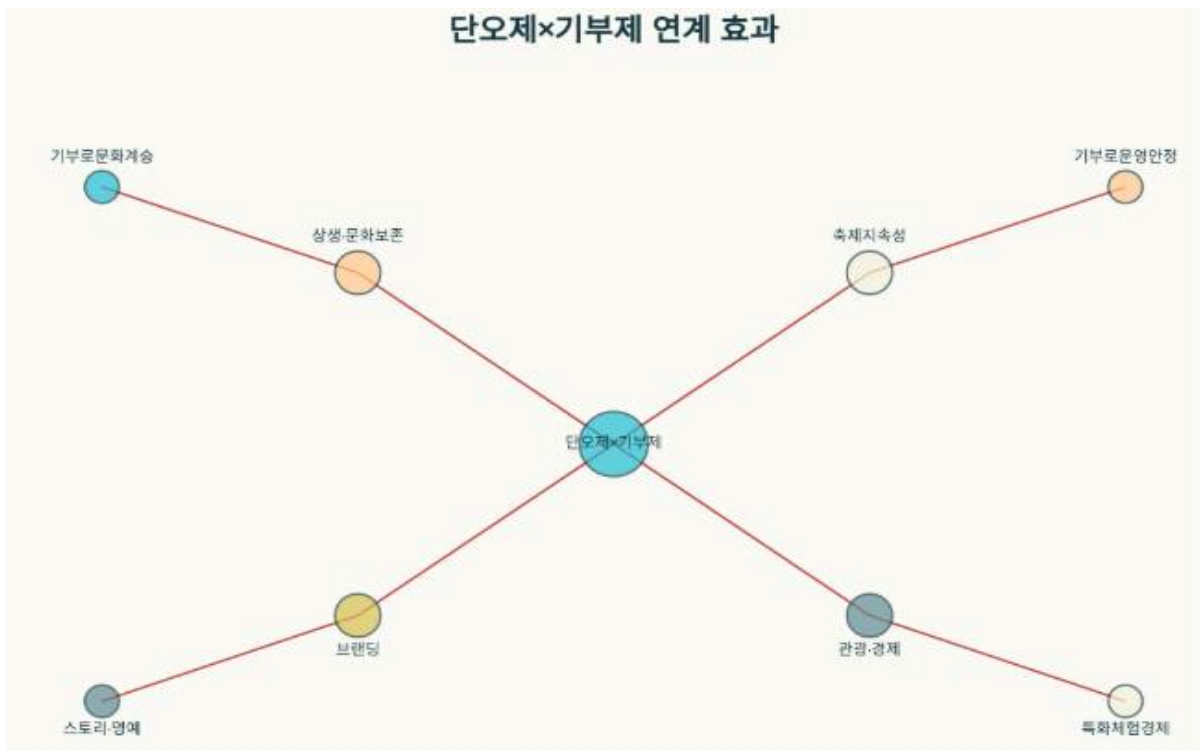 단오제×기부제 연계 효과
기부로문화계승
기부로운영안정
상생·문화보존
축제지속성
단오제×기부제
브랜딩
관광·경제
스토리·명예
특화체험경제